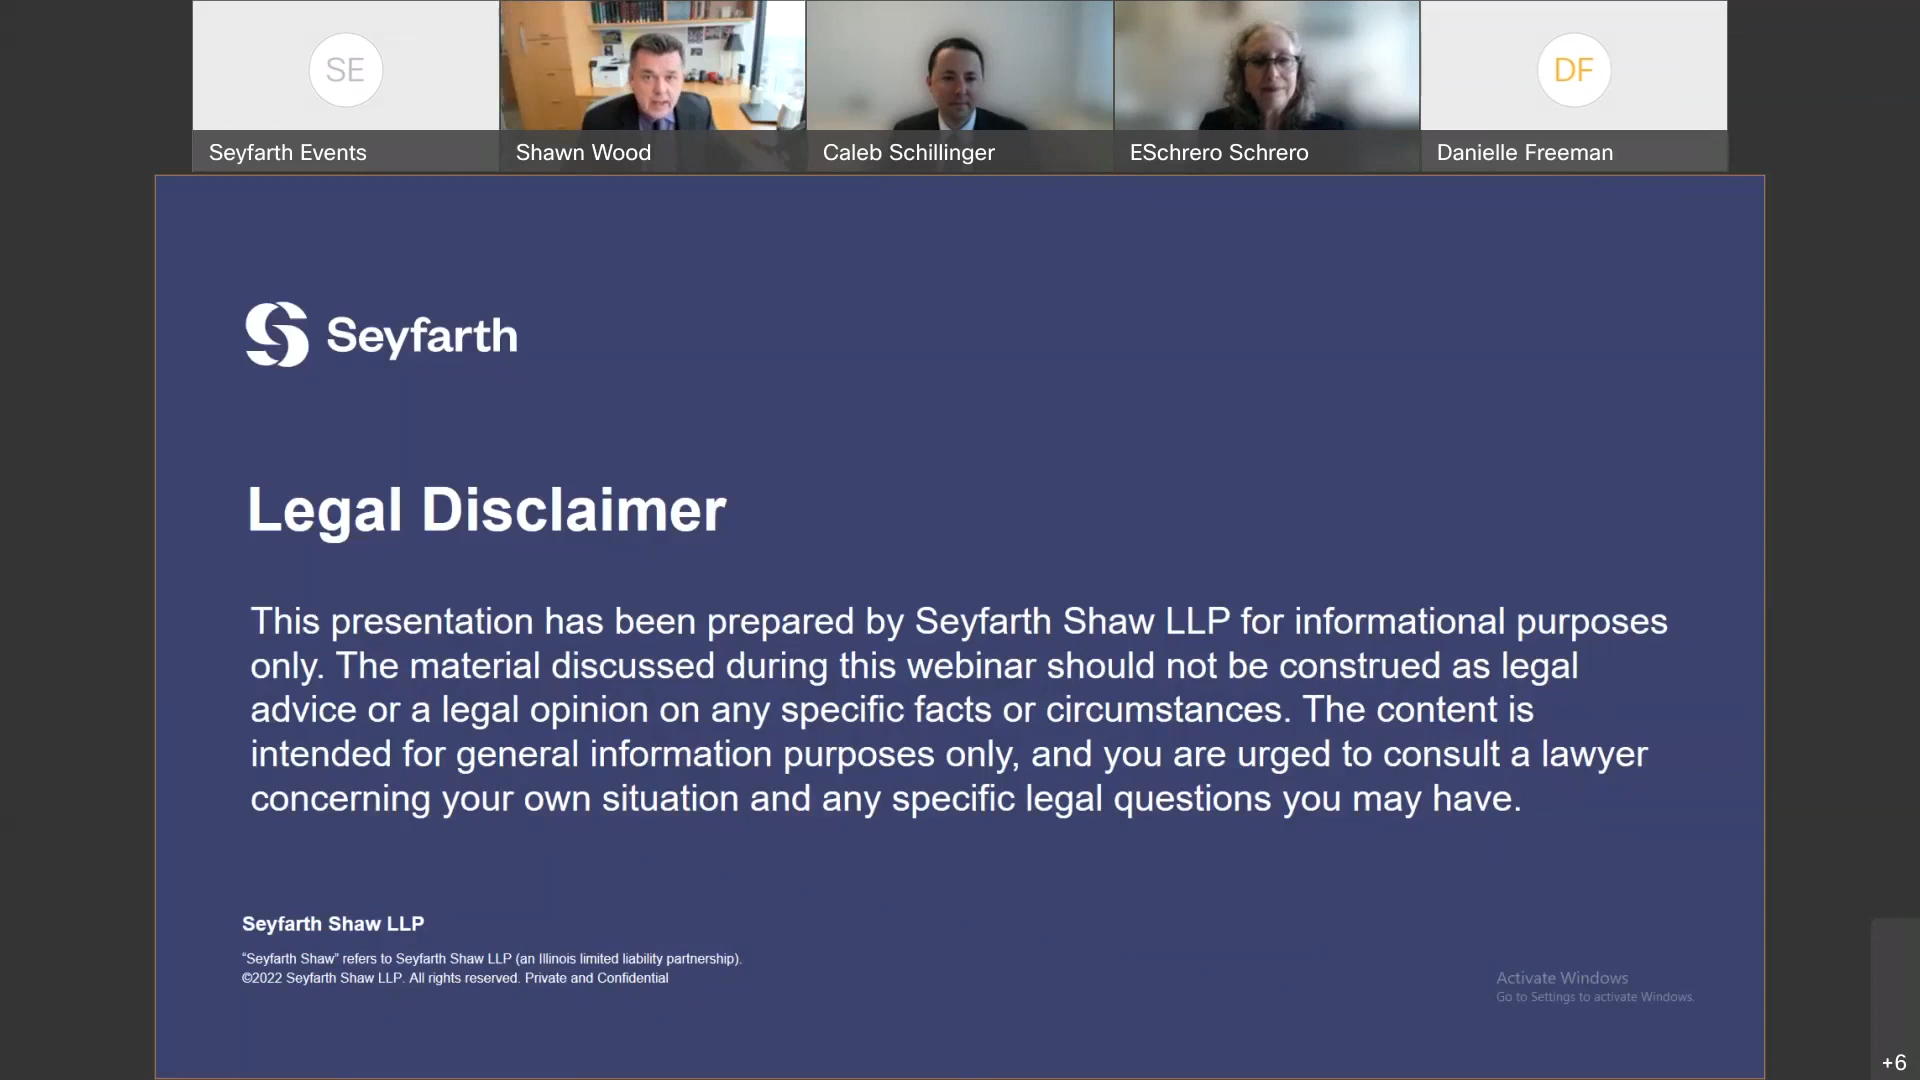 SE
DF
Seyfarth Events
Shawn Wood
Caleb Schillinger
ESchrero Schrero
Danielle Freeman
Seyfarth
Legal Disclaimer
This presentation has been prepared by Seyfarth Shaw LLP for informational purposes
only. The material discussed during this webinar should not be construed as legal
advice or a legal opinion on any specific facts or circumstances. The content is
intended for general information purposes only, and you are urged to consult a lawyer
concerning your own situation and any specific legal questions you may have.
Seyfarth Shaw LLP
“Seyfarth Shaw” refers to Seyfarth Shaw LLP (an Illinois limited liability partnership).
©2022 Seyfarth Shaw LLP. All rights reserved. Private and Confidential
Activate Windows
Go to Settings to activate Windows.
+6